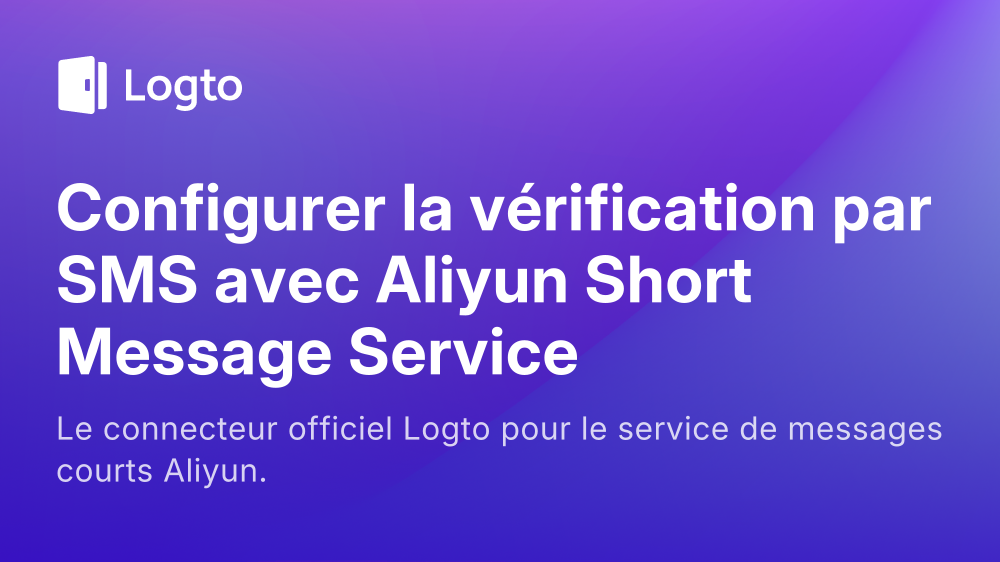 Logto
Configurer la vérification par
SMS avec Aliyun Short
Message Service
Le connecteur officiel Logto pour le service de messages
courts Aliyun.